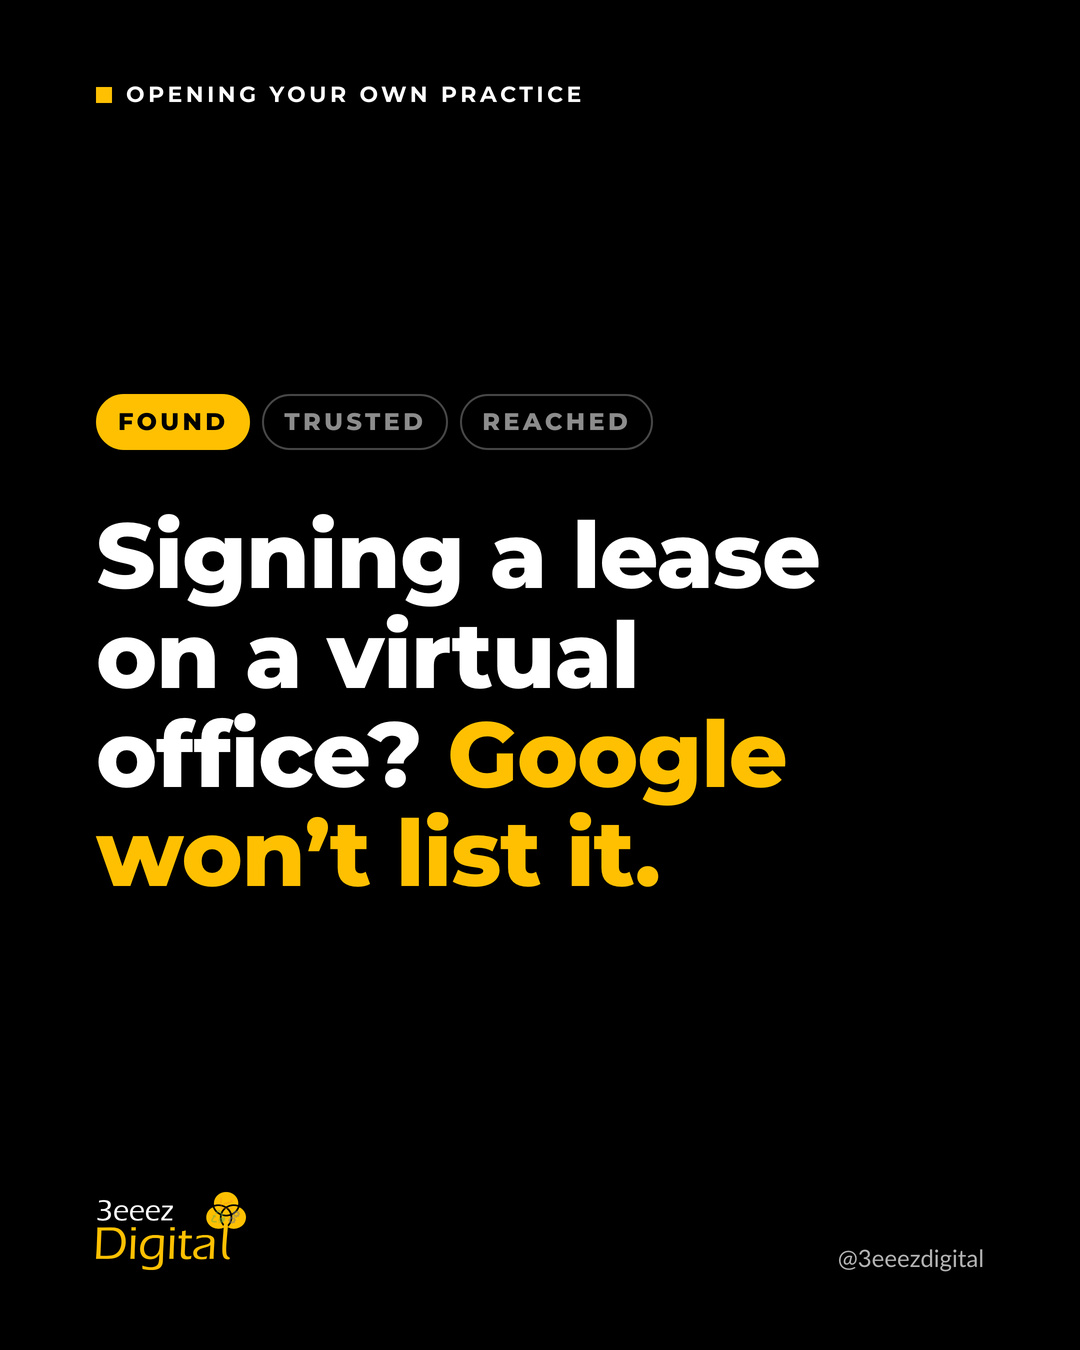 OPENING YOUR OWN PRACTICE
FOUND TRUSTED REACHED
Signing a lease
on a virtual
office? Google
won’t list it.
3eeez
Digital
@3eeezdigital